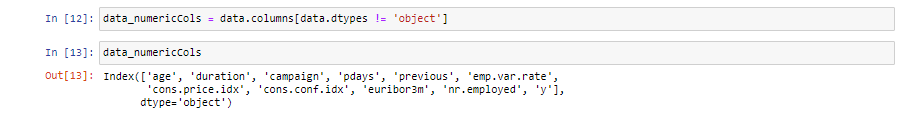 In [12]: data_numericCols = data.columns[data.dtypes != 'object']
In [13]: data_numericCols
Out[13]: Index(['age', 'duration', 'campaign', 'pdays', 'previous', 'emp.var.rate',
'cons.price.idx', 'cons.conf.idx', 'euribor3m', 'nr.employed', 'y'],
dtype='object')